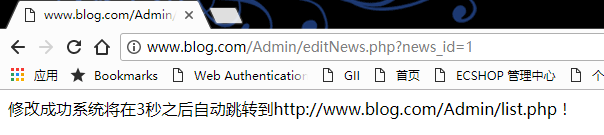 www.blog.com/Admin/
www.blog.com/Admin/editNews.php?news_id=1
应用 Bookmarks Web Authentication GII 首页 ECSHOP 管理中心
修改成功系统将在3秒之后自动跳转到http://www.blog.com/Admin/list.php！